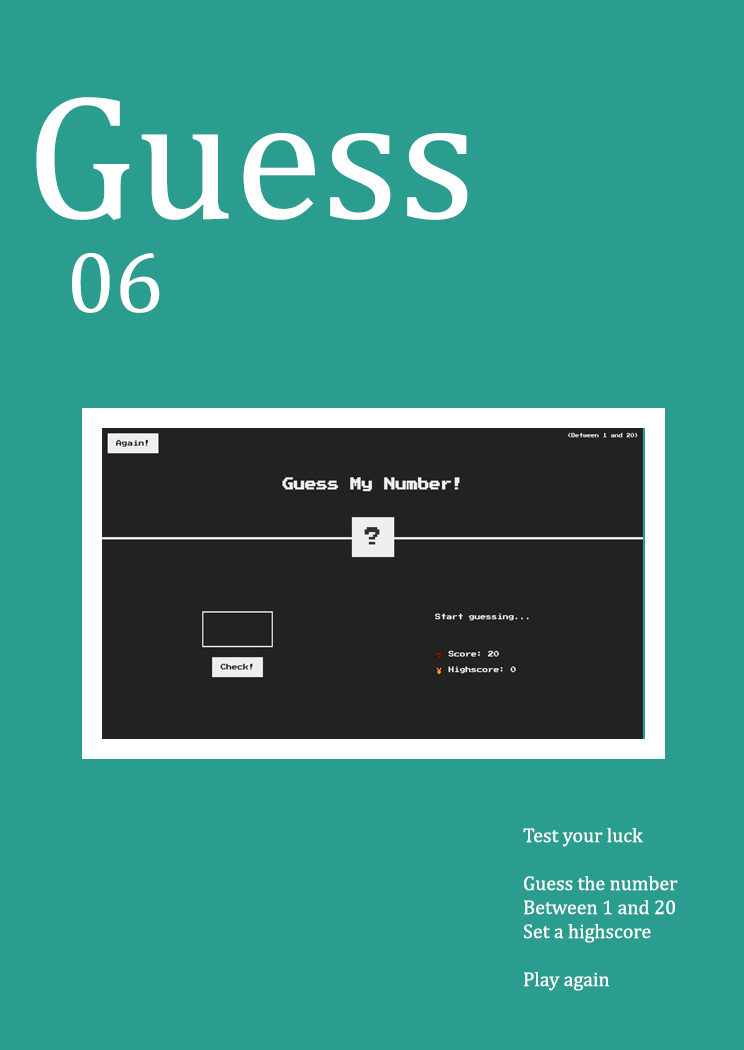 Guess
06
Again!
(Between 1 and 20)
Guess My Number!
?
Start guessing...
Check!
Score: 20
Highscore: 0
Test your luck
Guess the number
Between 1 and 20
Set a highscore
Play again